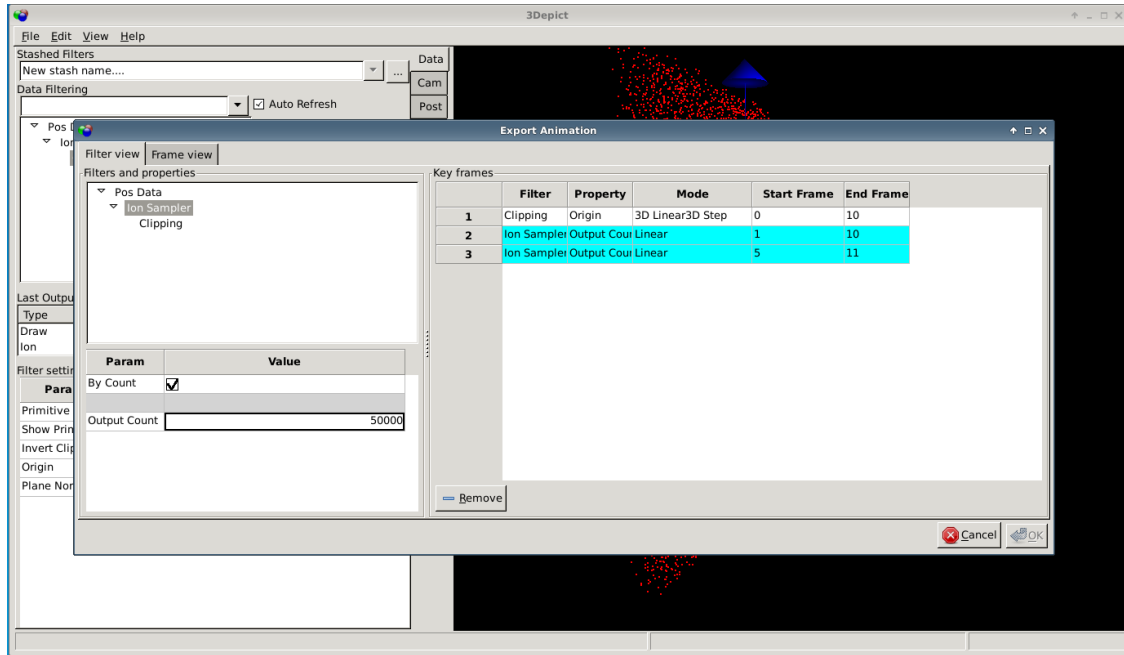 3Depict
File Edit View Help
Stashed Filters
New stash name....
...
Data Filtering
Auto Refresh
Data
Cam
Post
Pos
Ion
Export Animation
Filter view Frame view
Filters and properties
Pos Data
Ion Sampler
Clipping
Param Value
By Count
Output Count 50000
Key frames
Filter Property Mode Start Frame End Frame
1 Clipping Origin 3D Linear3D Step 0 10
2 Ion Sampler Output Cou Linear 1 10
3 Ion Sampler Output Cou Linear 5 11
Remove
Cancel OK
Last Outpu
Type
Draw
Ion
Filter settin
Para
Primitive
Show Prin
Invert Clip
Origin
Plane Nor